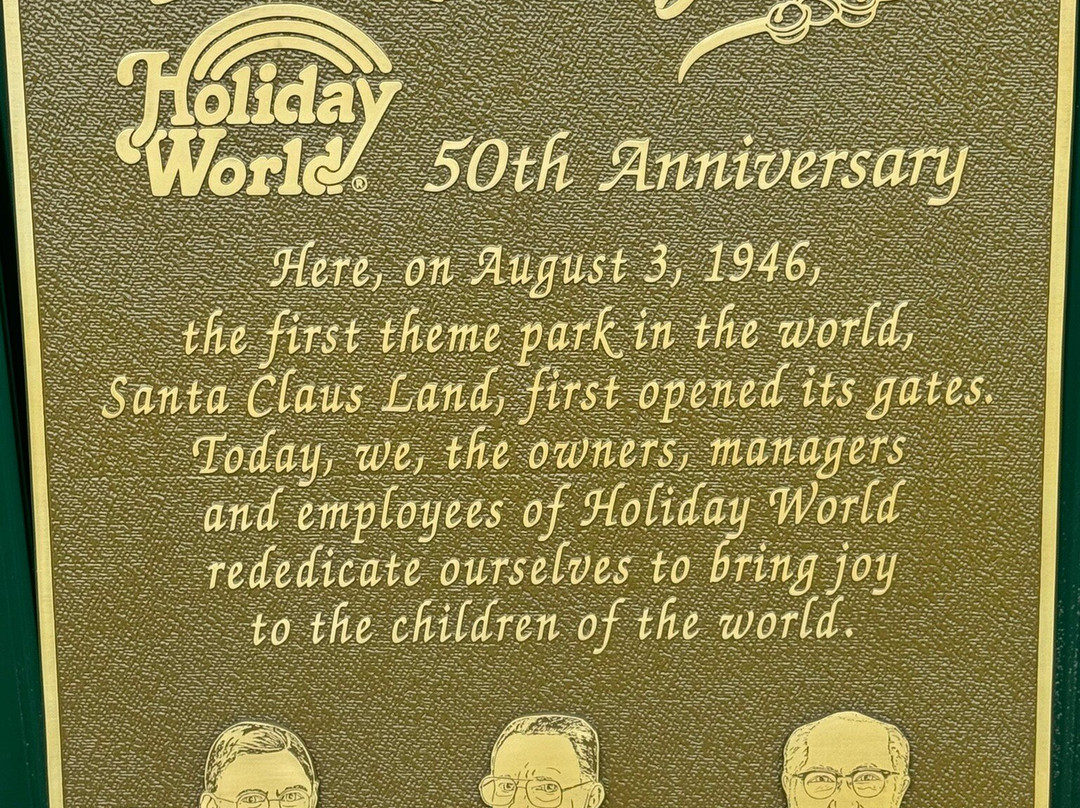 Holiday
World®
50th Anniversary
Here, on August 3, 1946,
the first theme park in the world,
Santa Claus Land, first opened its gates.
Today, we, the owners, managers
and employees of Holiday World
rededicate ourselves to bring joy
to the children of the world.